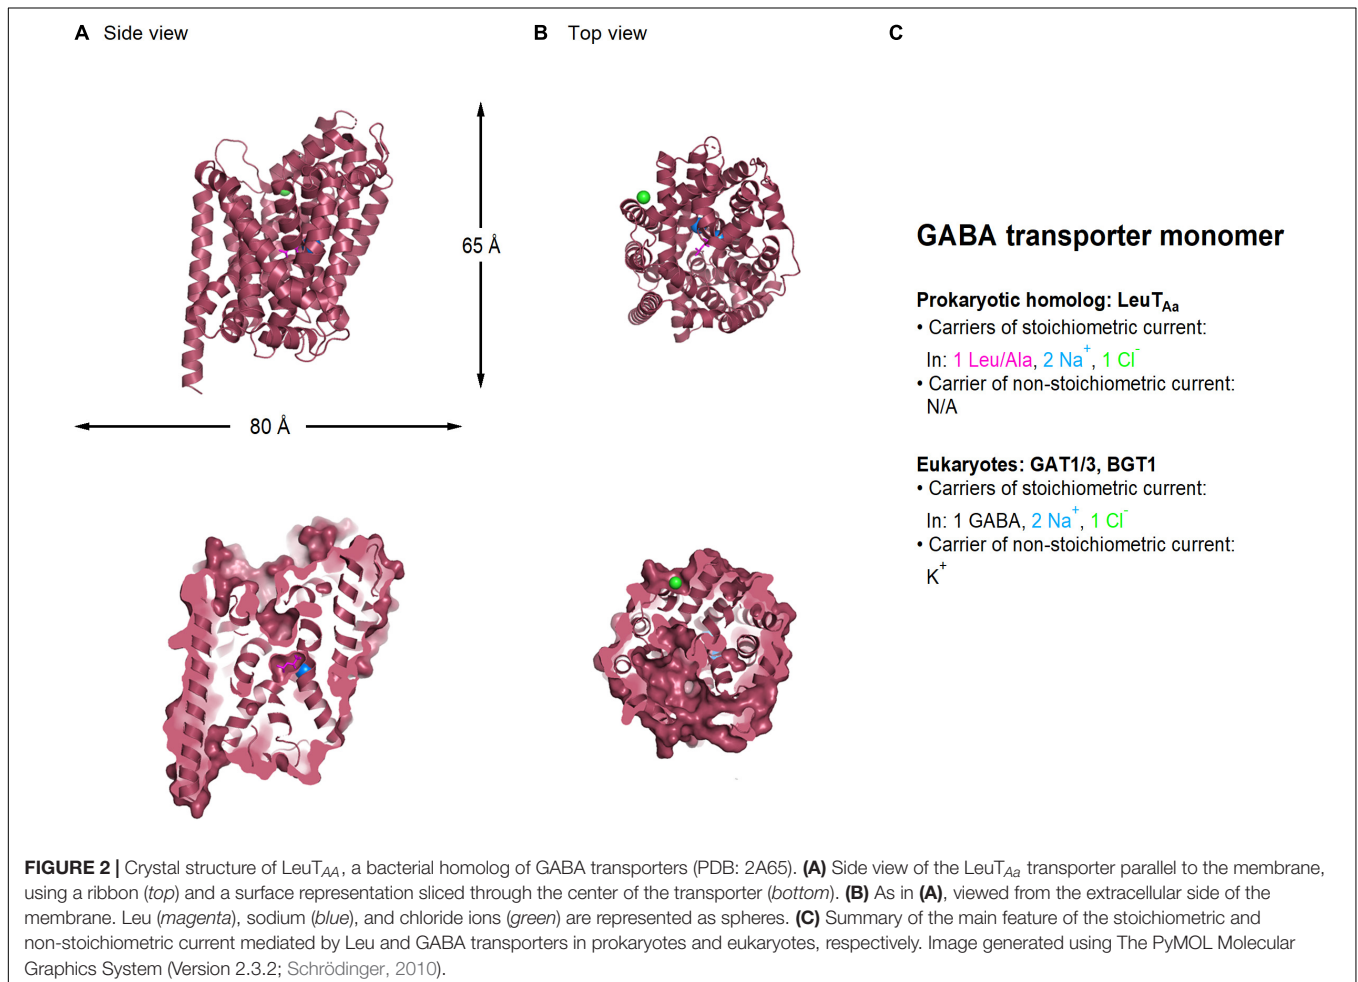 A Side view
B Top view
C
65 Å
80 Å
GABA transporter monomer
Prokaryotic homolog: LeuTAa
• Carriers of stoichiometric current:
In: 1 Leu/Ala, 2 Na+, 1 Cl-
• Carrier of non-stoichiometric current:
N/A
Eukaryotes: GAT1/3, BGT1
• Carriers of stoichiometric current:
In: 1 GABA, 2 Na+, 1 Cl-
• Carrier of non-stoichiometric current:
K+
FIGURE 2 | Crystal structure of LeuTAA, a bacterial homolog of GABA transporters (PDB: 2A65). (A) Side view of the LeuTAa transporter parallel to the membrane,
using a ribbon (top) and a surface representation sliced through the center of the transporter (bottom). (B) As in (A), viewed from the extracellular side of the
membrane. Leu (magenta), sodium (blue), and chloride ions (green) are represented as spheres. (C) Summary of the main feature of the stoichiometric and
non-stoichiometric current mediated by Leu and GABA transporters in prokaryotes and eukaryotes, respectively. Image generated using The PyMOL Molecular
Graphics System (Version 2.3.2; Schrödinger, 2010).